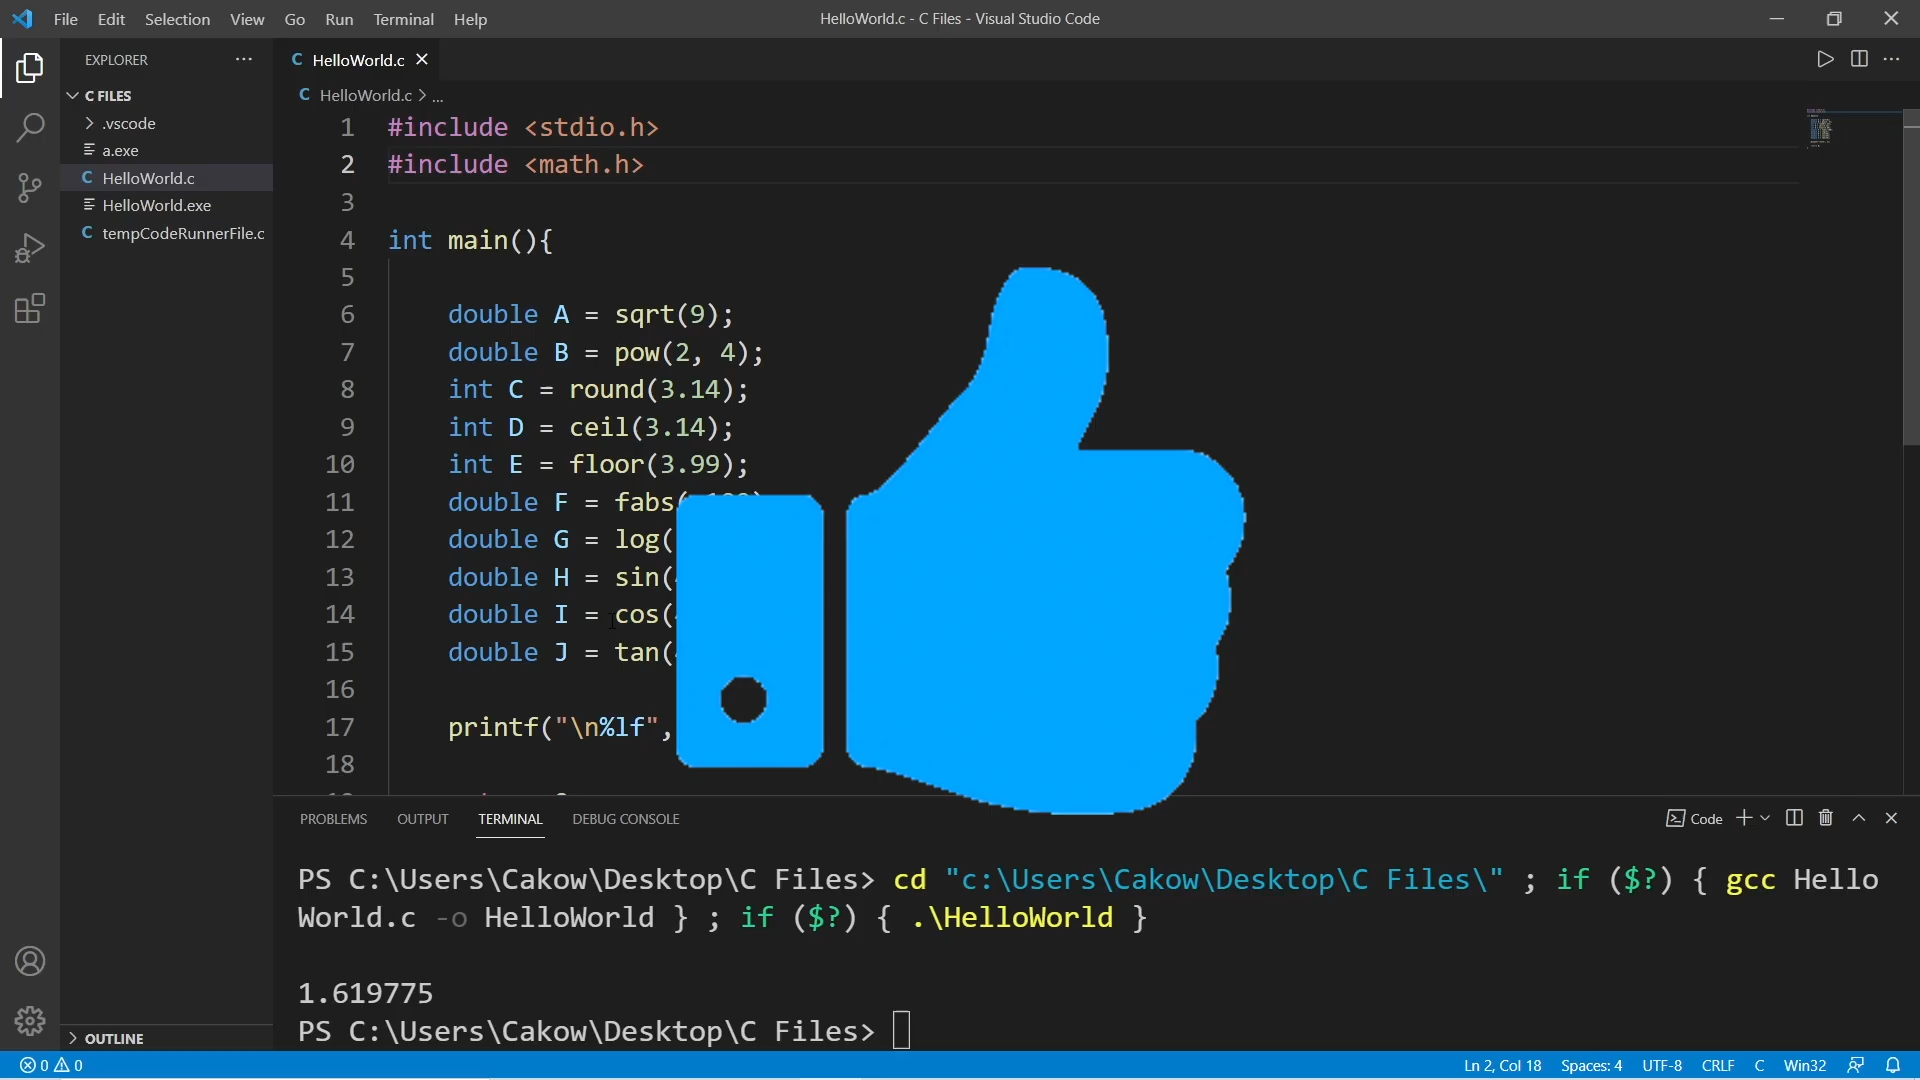 File Edit Selection View Go Run Terminal Help
HelloWorld.c - C Files - Visual Studio Code
EXPLORER
C FILES
.vscode
a.exe
C HelloWorld.c
HelloWorld.exe
C tempCodeRunnerFile.c
OUTLINE
C HelloWorld.c
C HelloWorld.c > ...
1 #include <stdio.h>
2 #include <math.h>
3
4 int main(){
5
6 double A = sqrt(9);
7 double B = pow(2, 4);
8 int C = round(3.14);
9 int D = ceil(3.14);
10 int E = floor(3.99);
11 double F = fabs(
12 double G = log(
13 double H = sin(
14 double I = cos(
15 double J = tan(
16
17 printf("\n%lf",
18
PROBLEMS OUTPUT TERMINAL DEBUG CONSOLE
Code
PS C:\Users\Cakow\Desktop\C Files> cd "c:\Users\Cakow\Desktop\C Files\" ; if ($?) { gcc Hello
World.c -o HelloWorld } ; if ($?) { .\HelloWorld }
1.619775
PS C:\Users\Cakow\Desktop\C Files>
0 0
Ln 2, Col 18 Spaces: 4 UTF-8 CRLF C Win32